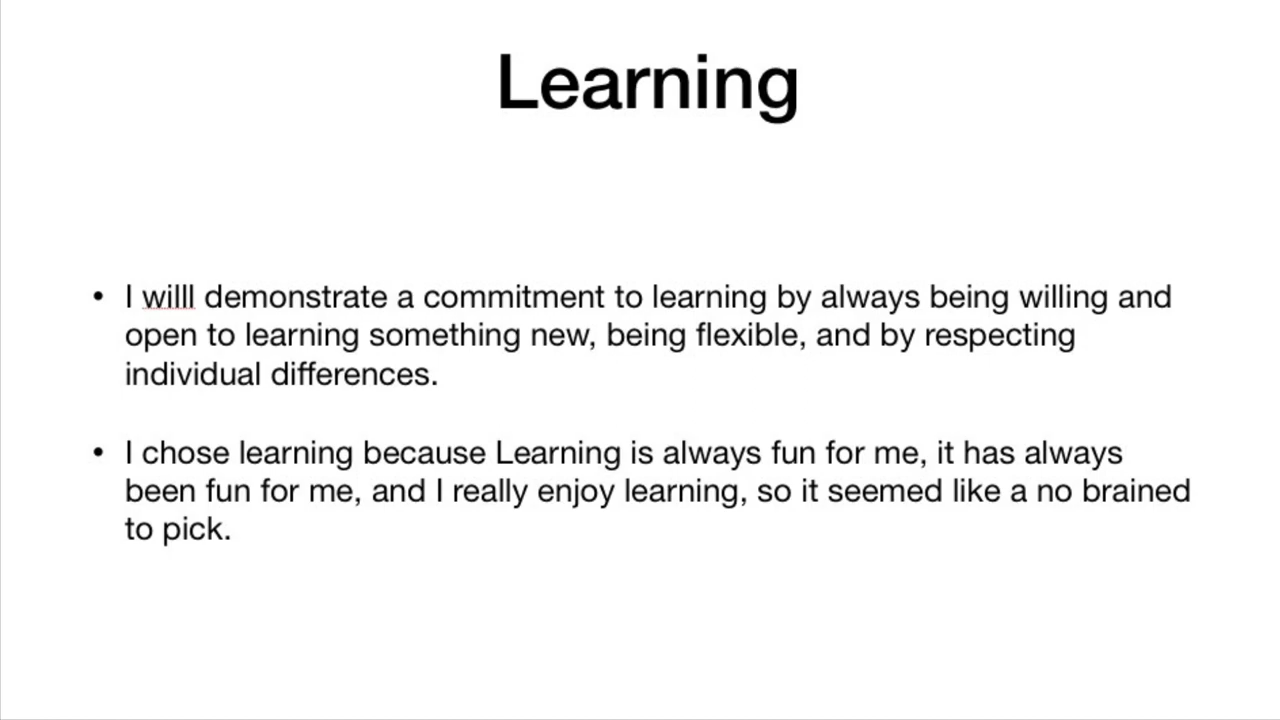 Learning
• I willl demonstrate a commitment to learning by always being willing and
open to learning something new, being flexible, and by respecting
individual differences.
• I chose learning because Learning is always fun for me, it has always
been fun for me, and I really enjoy learning, so it seemed like a no brained
to pick.